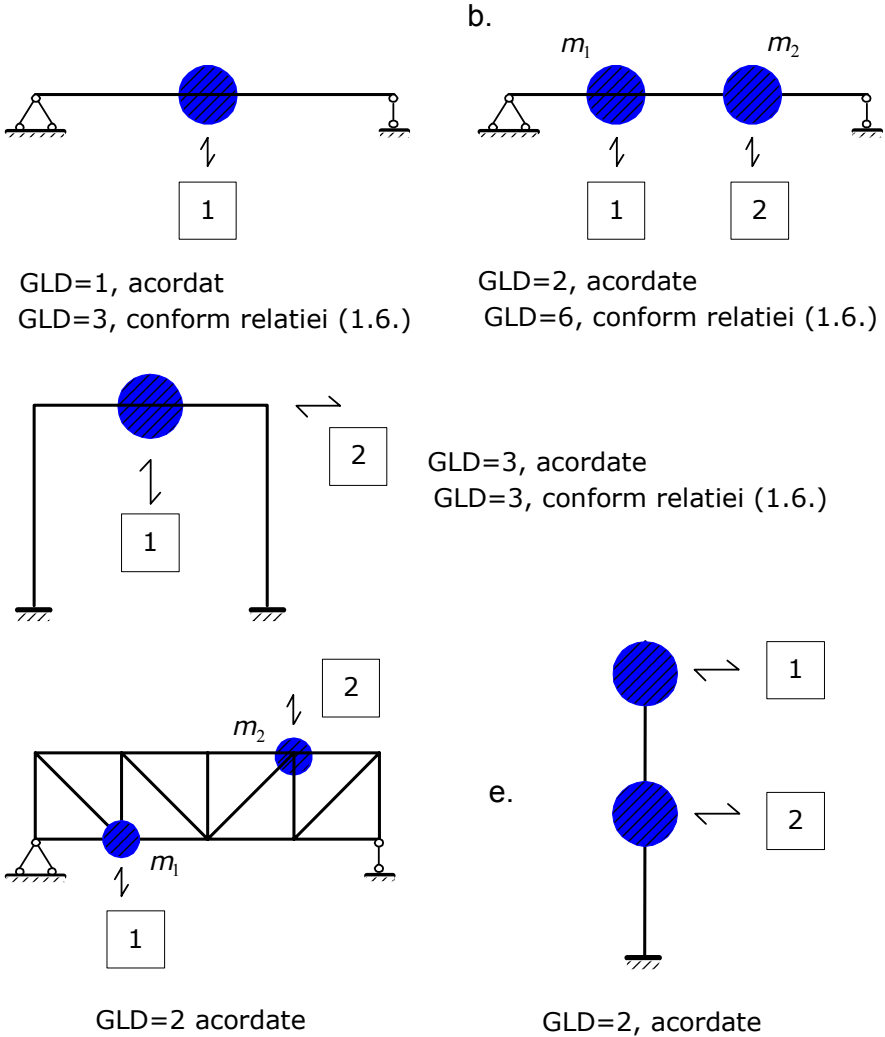 b.
m₁ m₂
1
1 2
GLD=1, acordat
GLD=3, conform relatiei (1.6.)
GLD=2, acordate
GLD=6, conform relatiei (1.6.)
2
1
GLD=3, acordate
GLD=3, conform relatiei (1.6.)
2
m₂
m₁
1
GLD=2 acordate
1
e.
2
GLD=2, acordate